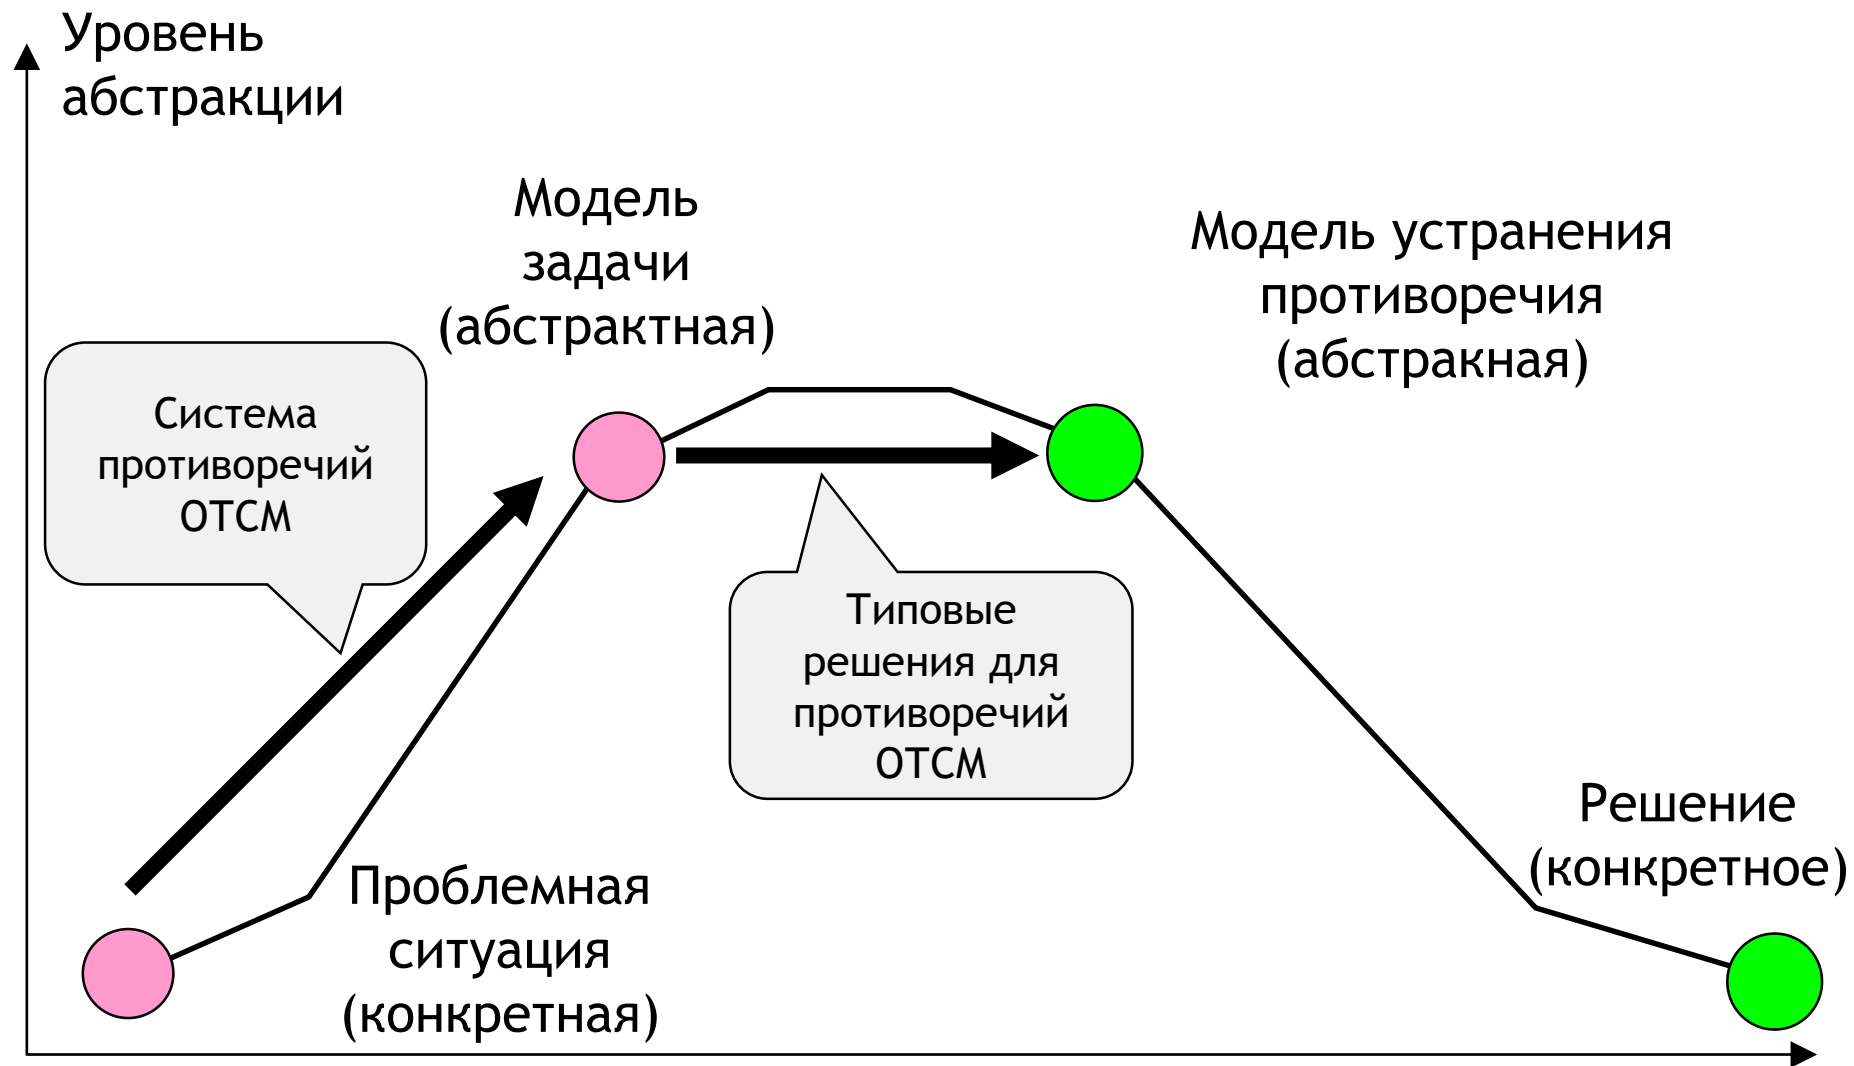 Уровень
абстракции
Модель
задачи
(абстрактная)
Модель устранения
противоречия
(абстракная)
Система
противоречий
ОТСМ
Типовые
решения для
противоречий
ОТСМ
Проблемная
ситуация
(конкретная)
Решение
(конкретное)